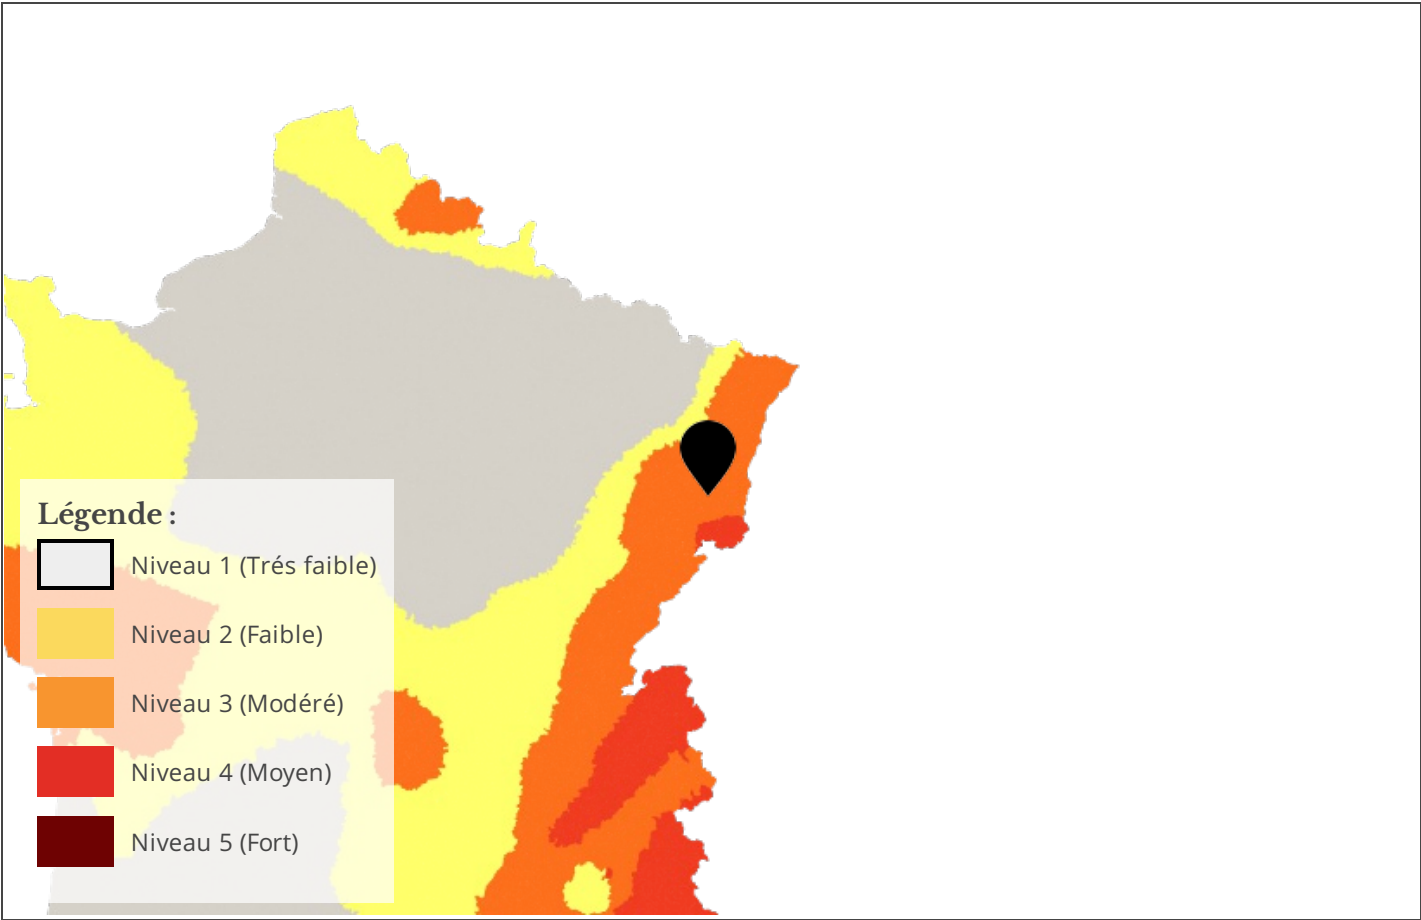 Légende :
Niveau 1 (Trés faible)
Niveau 2 (Faible)
Niveau 3 (Modéré)
Niveau 4 (Moyen)
Niveau 5 (Fort)